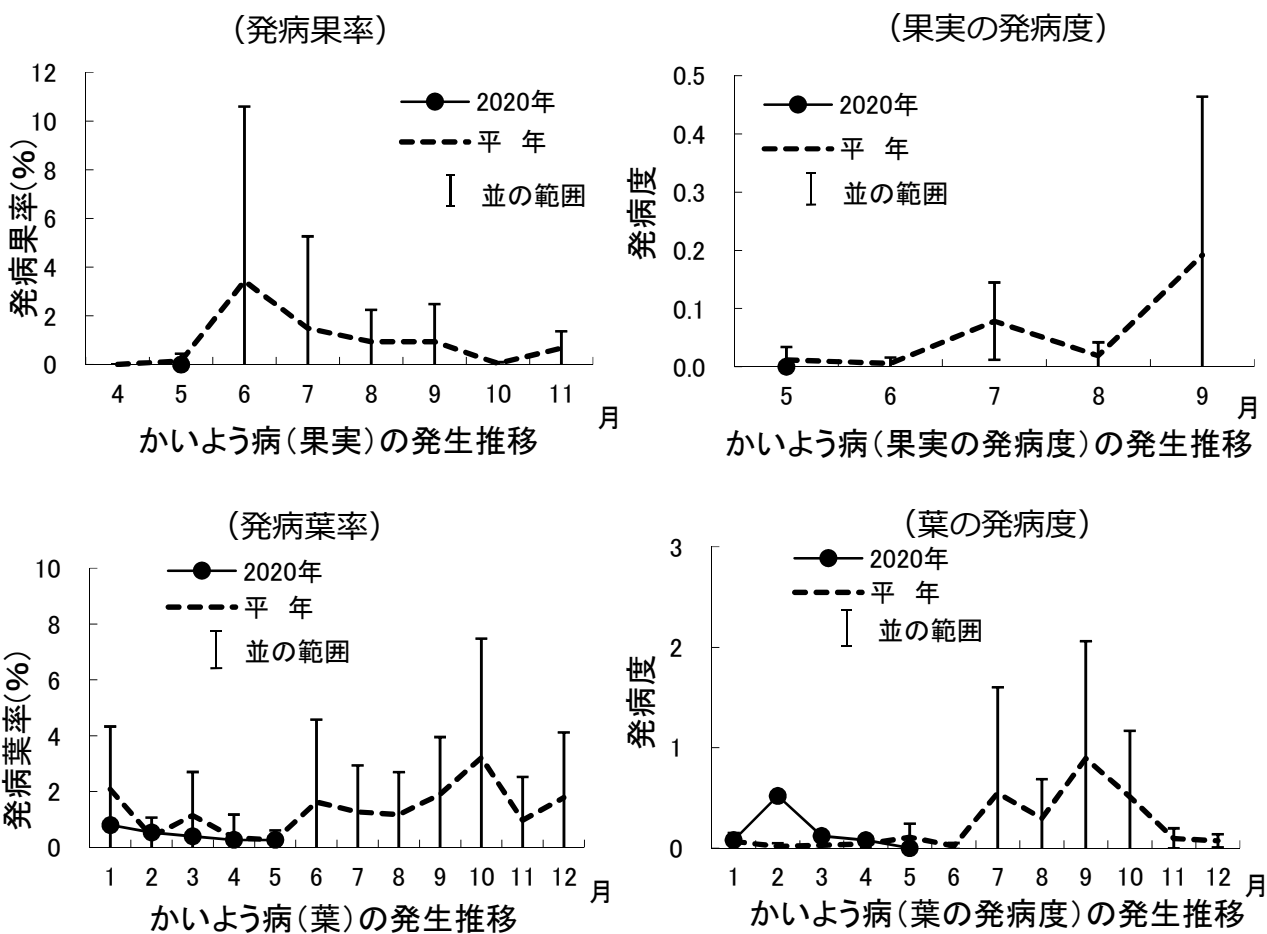 （発病果率）
発病果率(%)
12
10
8
6
4
2
0
2020年
平　年
並の範囲
4 5 6 7 8 9 10 11
月
かいよう病（果実）の発生推移
（果実の発病度）
発病度
0.5
0.4
0.3
0.2
0.1
0.0
2020年
平　年
並の範囲
5 6 7 8 9
月
かいよう病（果実の発病度）の発生推移
（発病葉率）
発病葉率(%)
10
8
6
4
2
0
2020年
平　年
並の範囲
1 2 3 4 5 6 7 8 9 10 11 12
月
かいよう病（葉）の発生推移
（葉の発病度）
発病度
3
2
1
0
2020年
平　年
並の範囲
1 2 3 4 5 6 7 8 9 10 11 12
月
かいよう病（葉の発病度）の発生推移